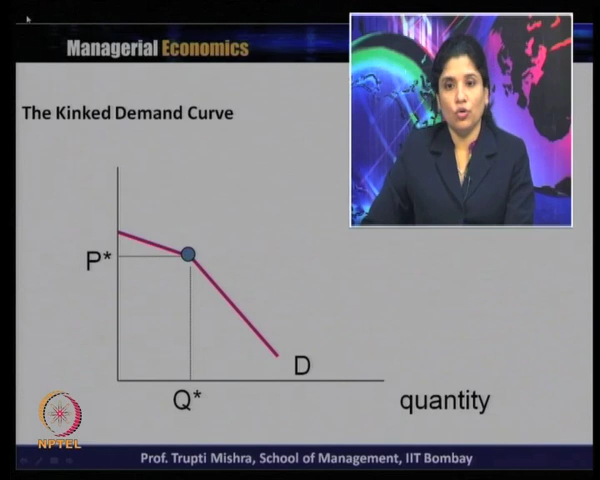 Managerial Economics
The Kinked Demand Curve
P*
D
Q*
quantity
NPTEL
Prof. Trupti Mishra, School of Management, IIT Bombay